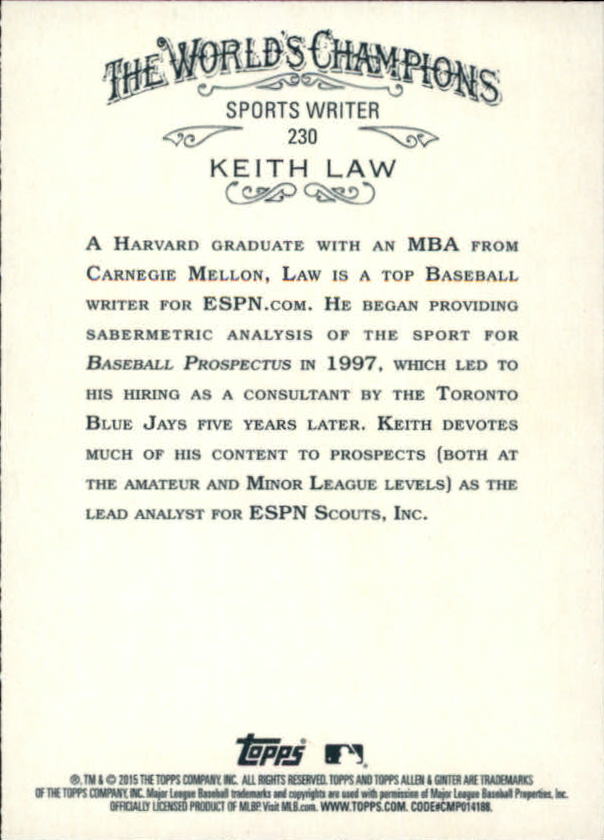 THE WORLD'S CHAMPIONS
SPORTS WRITER
230
KEITH LAW
A HARVARD GRADUATE WITH AN MBA FROM
CARNEGIE MELLON, LAW IS A TOP BASEBALL
WRITER FOR ESPN.COM. HE BEGAN PROVIDING
SABERMETRIC ANALYSIS OF THE SPORT FOR
BASEBALL PROSPECTUS IN 1997, WHICH LED TO
HIS HIRING AS A CONSULTANT BY THE TORONTO
BLUE JAYS FIVE YEARS LATER. KEITH DEVOTES
MUCH OF HIS CONTENT TO PROSPECTS (BOTH AT
THE AMATEUR AND MINOR LEAGUE LEVELS) AS THE
LEAD ANALYST FOR ESPN SCOUTS, INC.
Topps
®, TM & © 2015 THE TOPPS COMPANY, INC. ALL RIGHTS RESERVED. TOPPS AND TOPPS ALLEN & GINTER ARE TRADEMARKS
OF THE TOPPS COMPANY, INC. Major League Baseball trademarks and copyrights are used with permission of Major League Baseball Properties, Inc.
OFFICIALLY LICENSED PRODUCT OF MLBP. Visit MLB.com. WWW.TOPPS.COM. CODE#CMP014188.